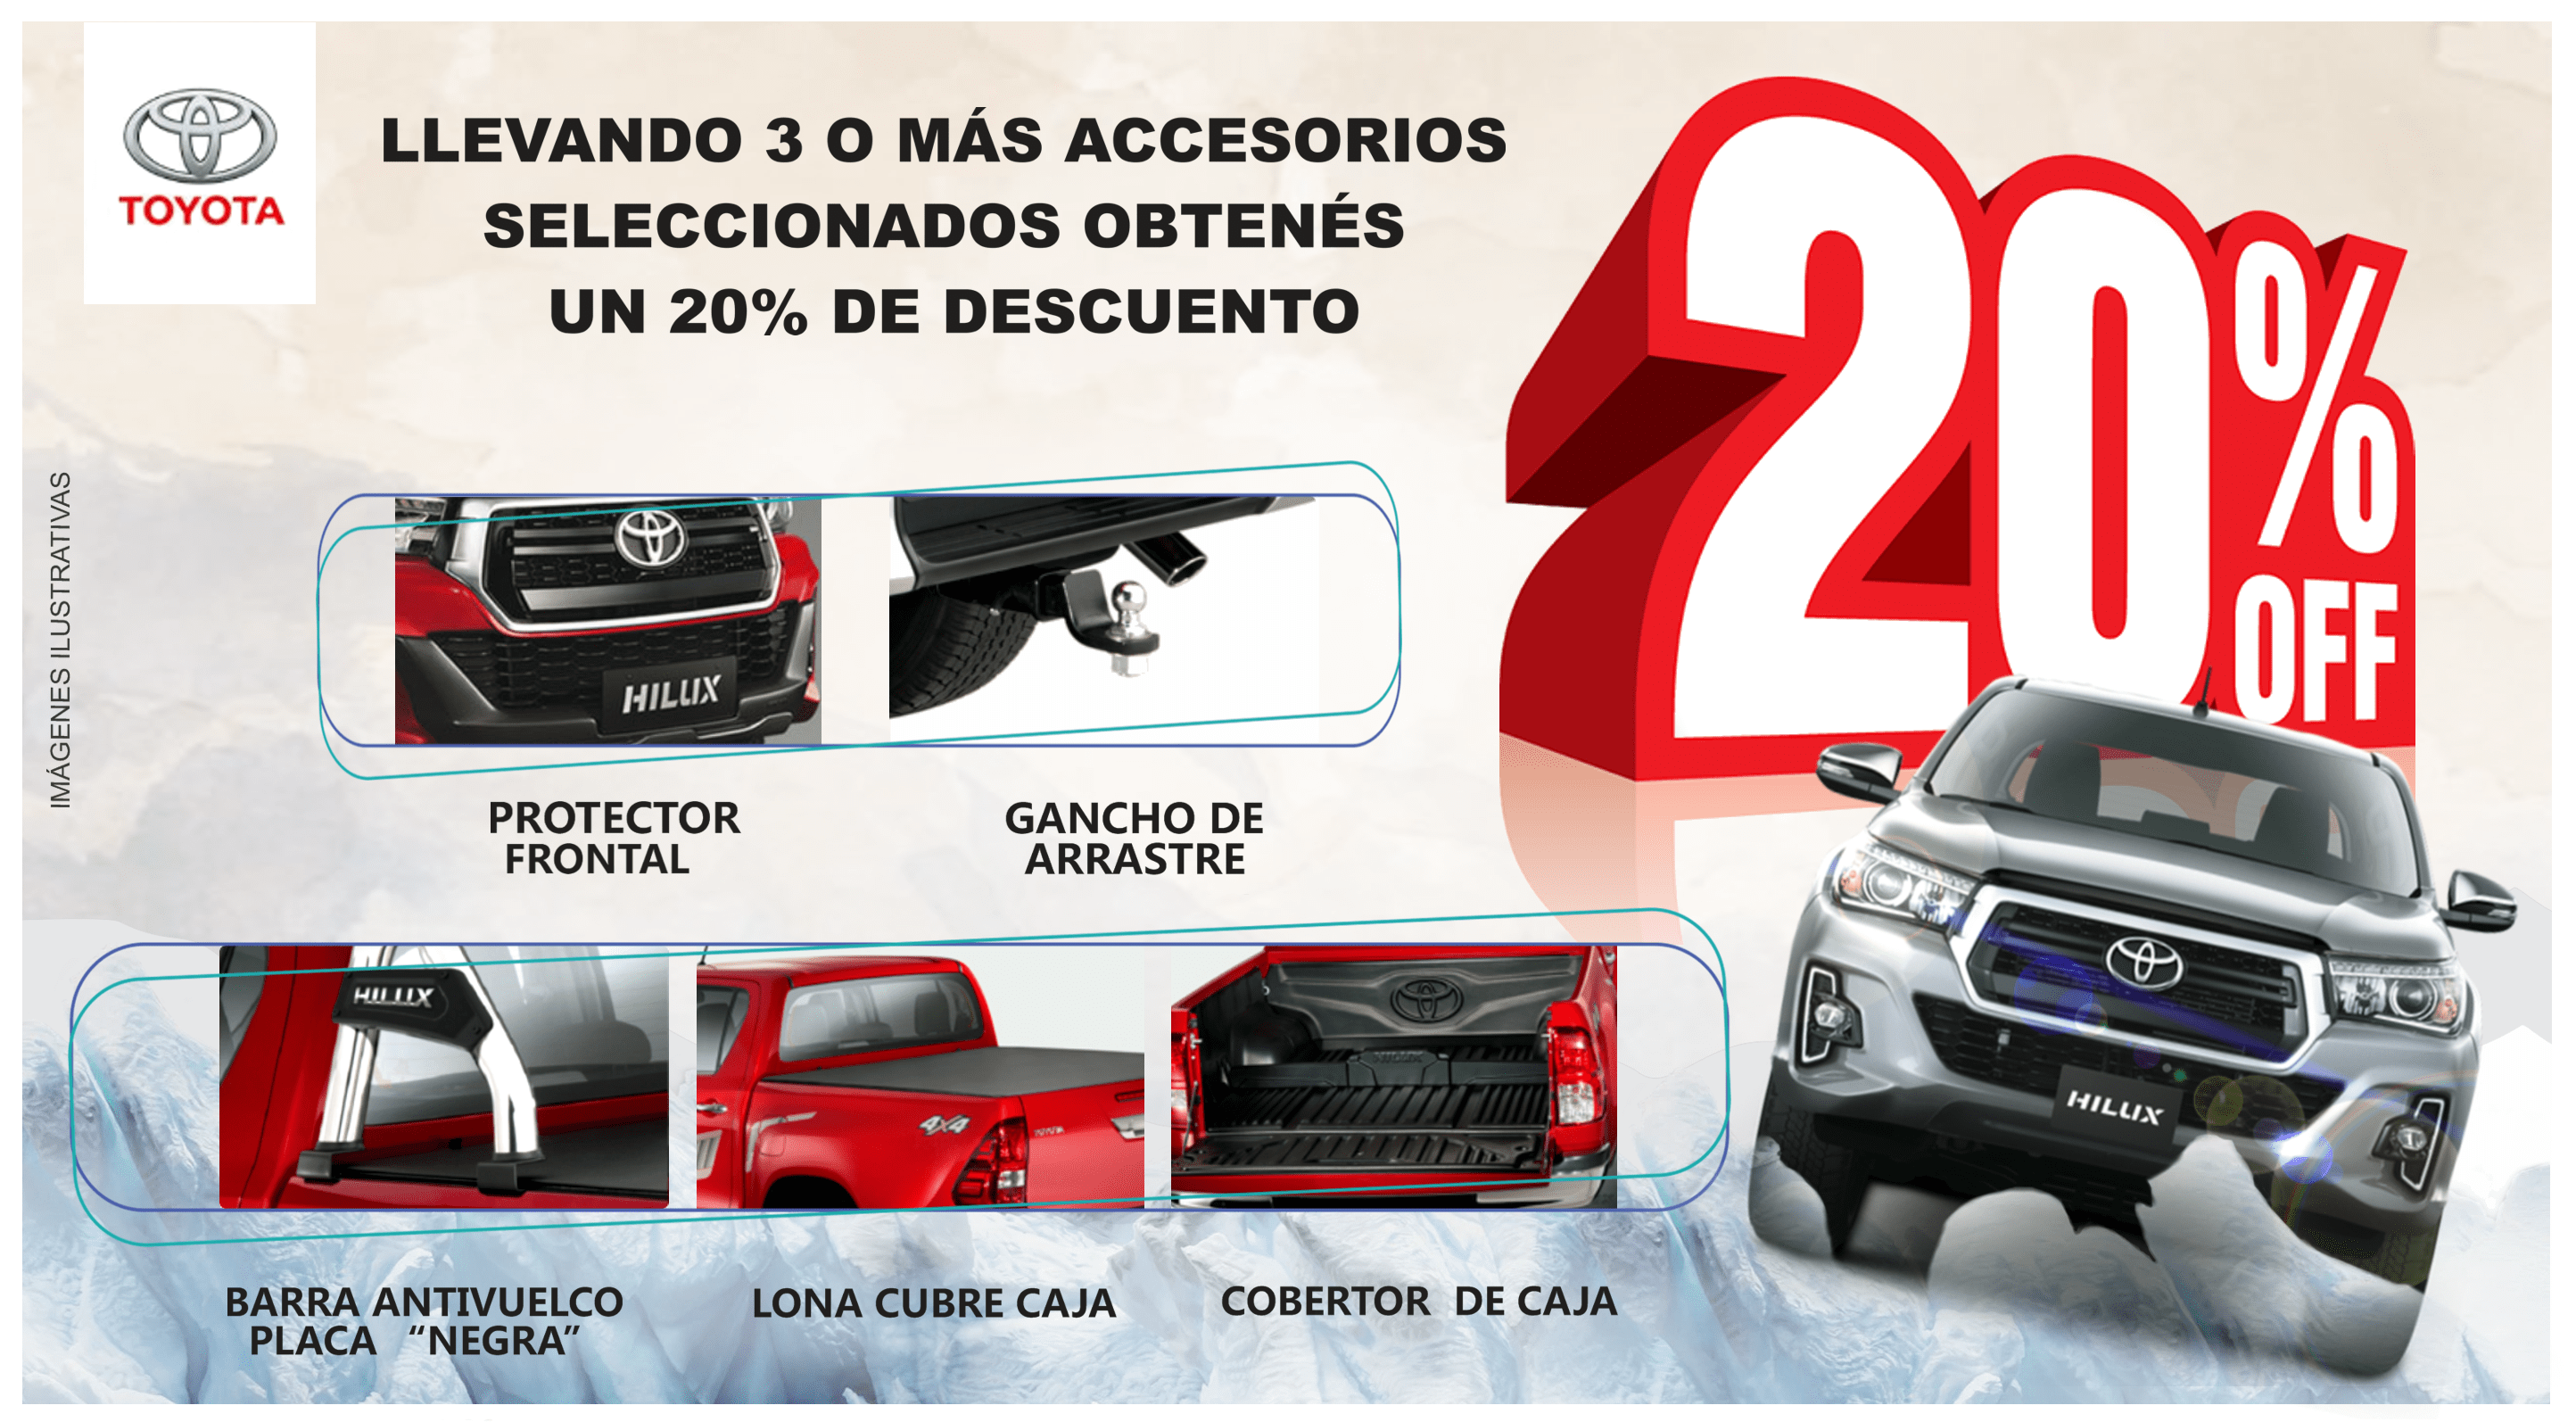 TOYOTA
LLEVANDO 3 O MÁS ACCESORIOS
SELECCIONADOS OBTENÉS
UN 20% DE DESCUENTO
20%
OFF
IMÁGENES ILUSTRATIVAS
HILUX
PROTECTOR
FRONTAL
GANCHO DE
ARRASTRE
HILUX
4x4
HILUX
BARRA ANTIVUELCO
PLACA “NEGRA”
LONA CUBRE CAJA
COBERTOR DE CAJA